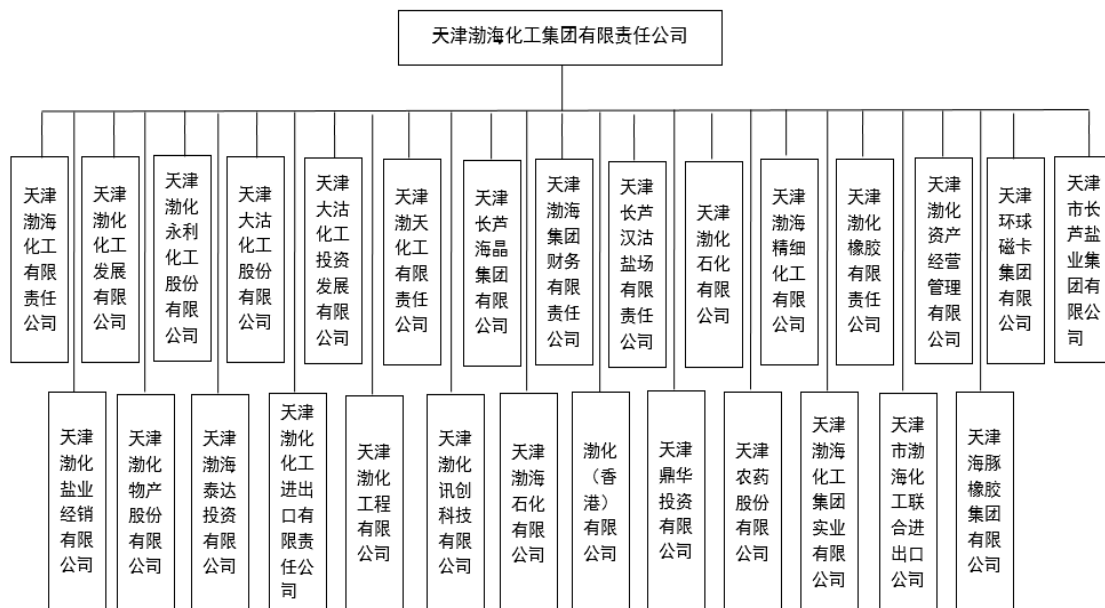 天津渤海化工集团有限责任公司
天津
渤海
化工
有限
责任
公司
天津
渤化
化工
发展
有限
公司
天津
渤化
永利
化工
股份
有限
公司
天津
大沽
化工
股份
有限
公司
天津
大沽
化工
投资
发展
有限
公司
天津
渤天
化工
有限
责任
公司
天津
长芦
海晶
集团
有限
公司
天津
渤海
集团
财务
有限
责任
公司
天津
长芦
汉沽
盐场
有限
责任
公司
天津
渤化
石化
有限
公司
天津
渤海
精细
化工
有限
公司
天津
渤化
橡胶
有限
责任
公司
天津
渤化
资产
经营
管理
有限
公司
天津
环球
磁卡
集团
有限
公司
天津
市长
芦盐
业集
团有
限公
司
天津
渤化
盐业
经销
有限
公司
天津
渤化
物产
股份
有限
公司
天津
渤海
泰达
投资
有限
公司
天津
渤化
化工
进出
口有
限责
任公
司
天津
渤化
工程
有限
公司
天津
渤化
讯创
科技
有限
公司
天津
渤海
石化
有限
公司
渤化
（香
港）
有限
公司
天津
鼎华
投资
有限
公司
天津
农药
股份
有限
公司
天津
渤海
化工
集团
实业
有限
公司
天津
市渤
海化
工联
合进
出口
公司
天津
海豚
橡胶
集团
有限
公司